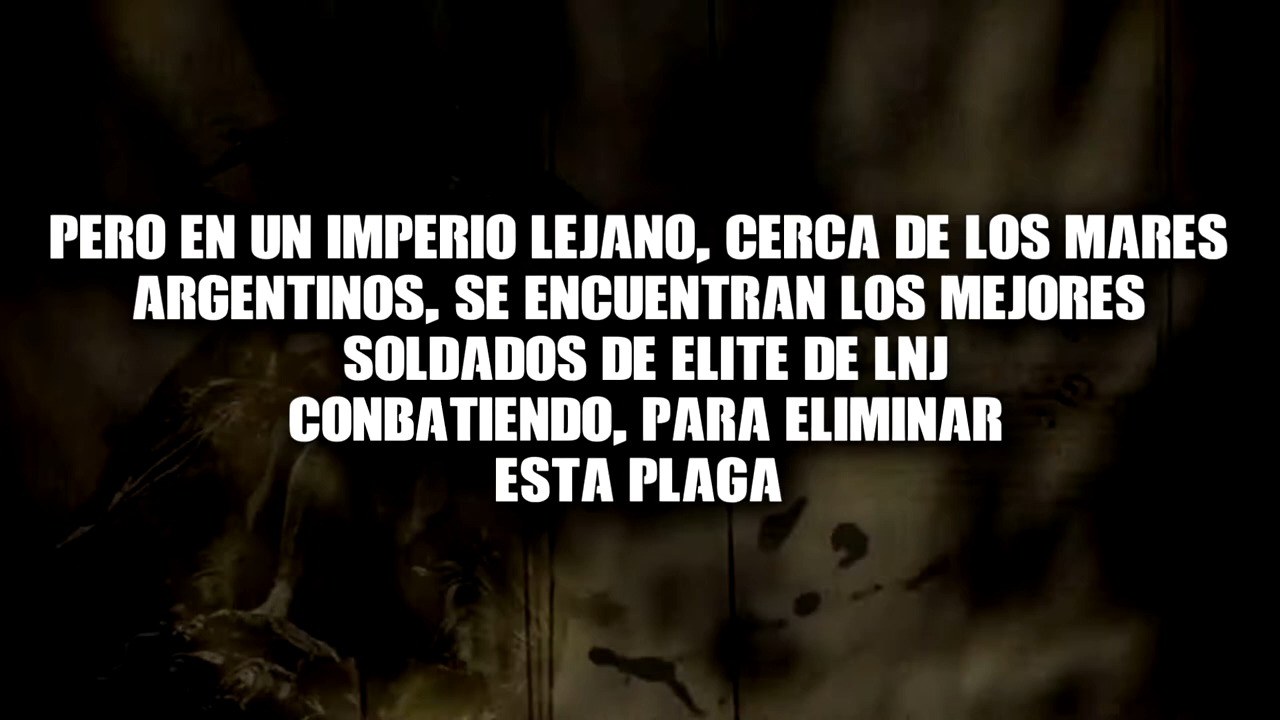 PERO EN UN IMPERIO LEJANO, CERCA DE LOS MARES
ARGENTINOS, SE ENCUENTRAN LOS MEJORES
SOLDADOS DE ELITE DE LNJ
CONBATIENDO, PARA ELIMINAR
ESTA PLAGA